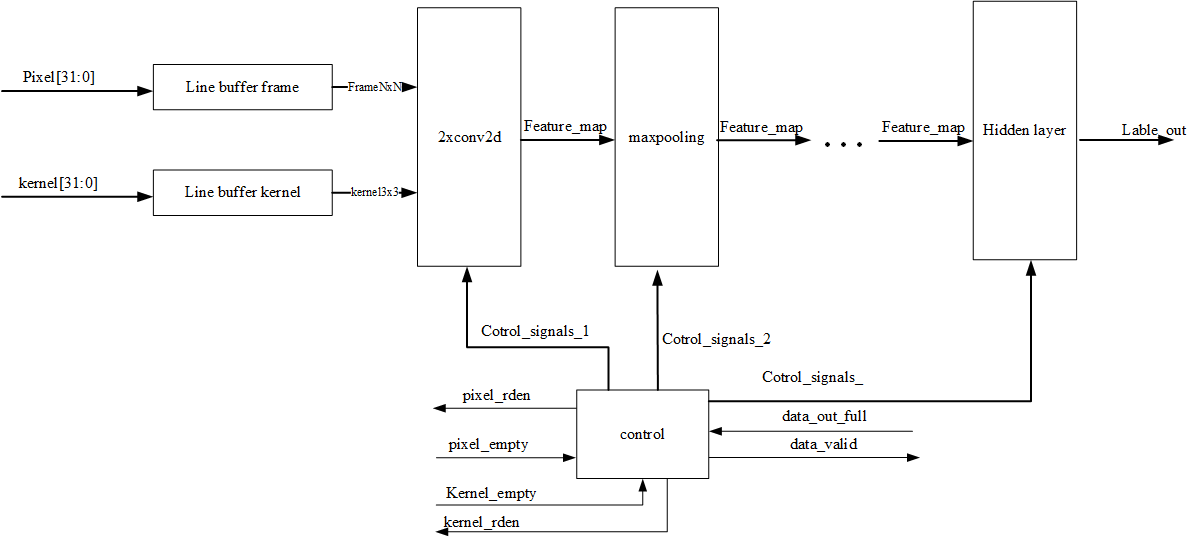 Pixel[31:0]
Line buffer frame
FrameNxN
kernel[31:0]
Line buffer kernel
kernel3x3
2xconv2d
Feature_map
maxpooling
Feature_map
. . .
Feature_map
Hidden layer
Lable_out
Cotrol_signals_1
Cotrol_signals_2
Cotrol_signals_
pixel_rden
pixel_empty
Kernel_empty
kernel_rden
control
data_out_full
data_valid